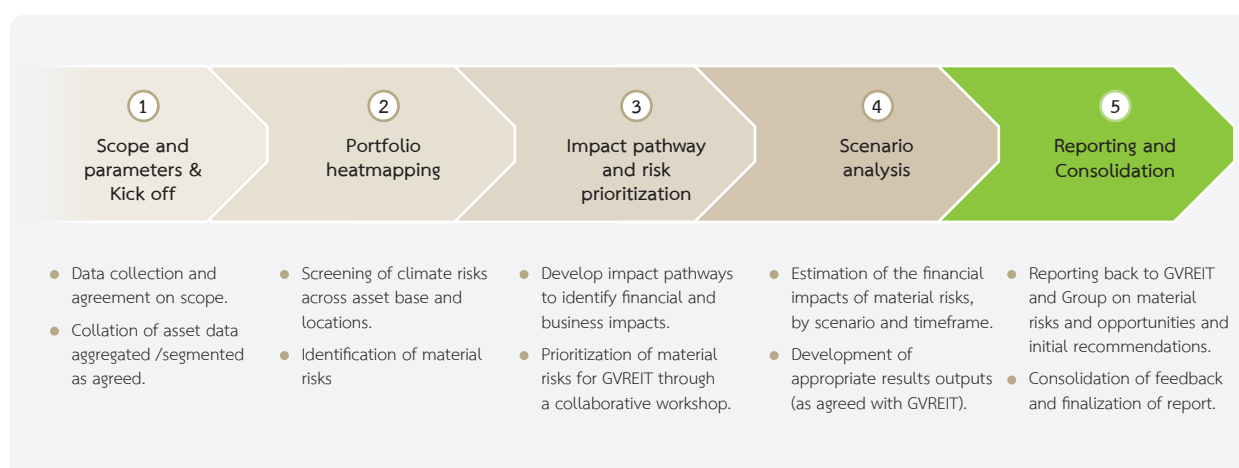 1
Scope and
parameters &
Kick off
2
Portfolio
heatmapping
3
Impact pathway
and risk
prioritization
4
Scenario
analysis
5
Reporting and
Consolidation
Data collection and
agreement on scope.
Collation of asset data
aggregated /segmented
as agreed.
Screening of climate risks
across asset base and
locations.
Identification of material
risks
Develop impact pathways
to identify financial and
business impacts.
Prioritization of material
risks for GVREIT through
a collaborative workshop.
Estimation of the financial
impacts of material risks,
by scenario and timeframe.
Development of
appropriate results outputs
(as agreed with GVREIT).
Reporting back to GVREIT
and Group on material
risks and opportunities and
initial recommendations.
Consolidation of feedback
and finalization of report.